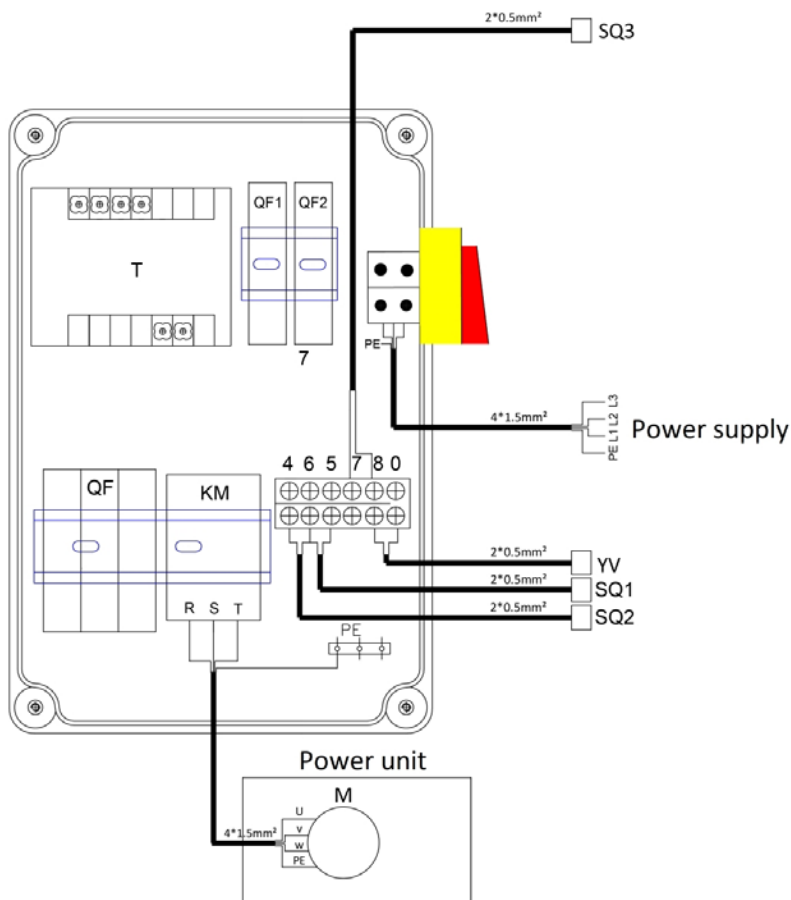 2*0.5mm²
SQ3
QF1
QF2
T
7
PE
4*1.5mm²
L3
L2
L1
PE
Power supply
4 6 5 7 8 0
QF
KM
2*0.5mm²
YV
2*0.5mm²
SQ1
2*0.5mm²
SQ2
R S T
PE
Power unit
M
U
4*1.5mm²
V
W
PE